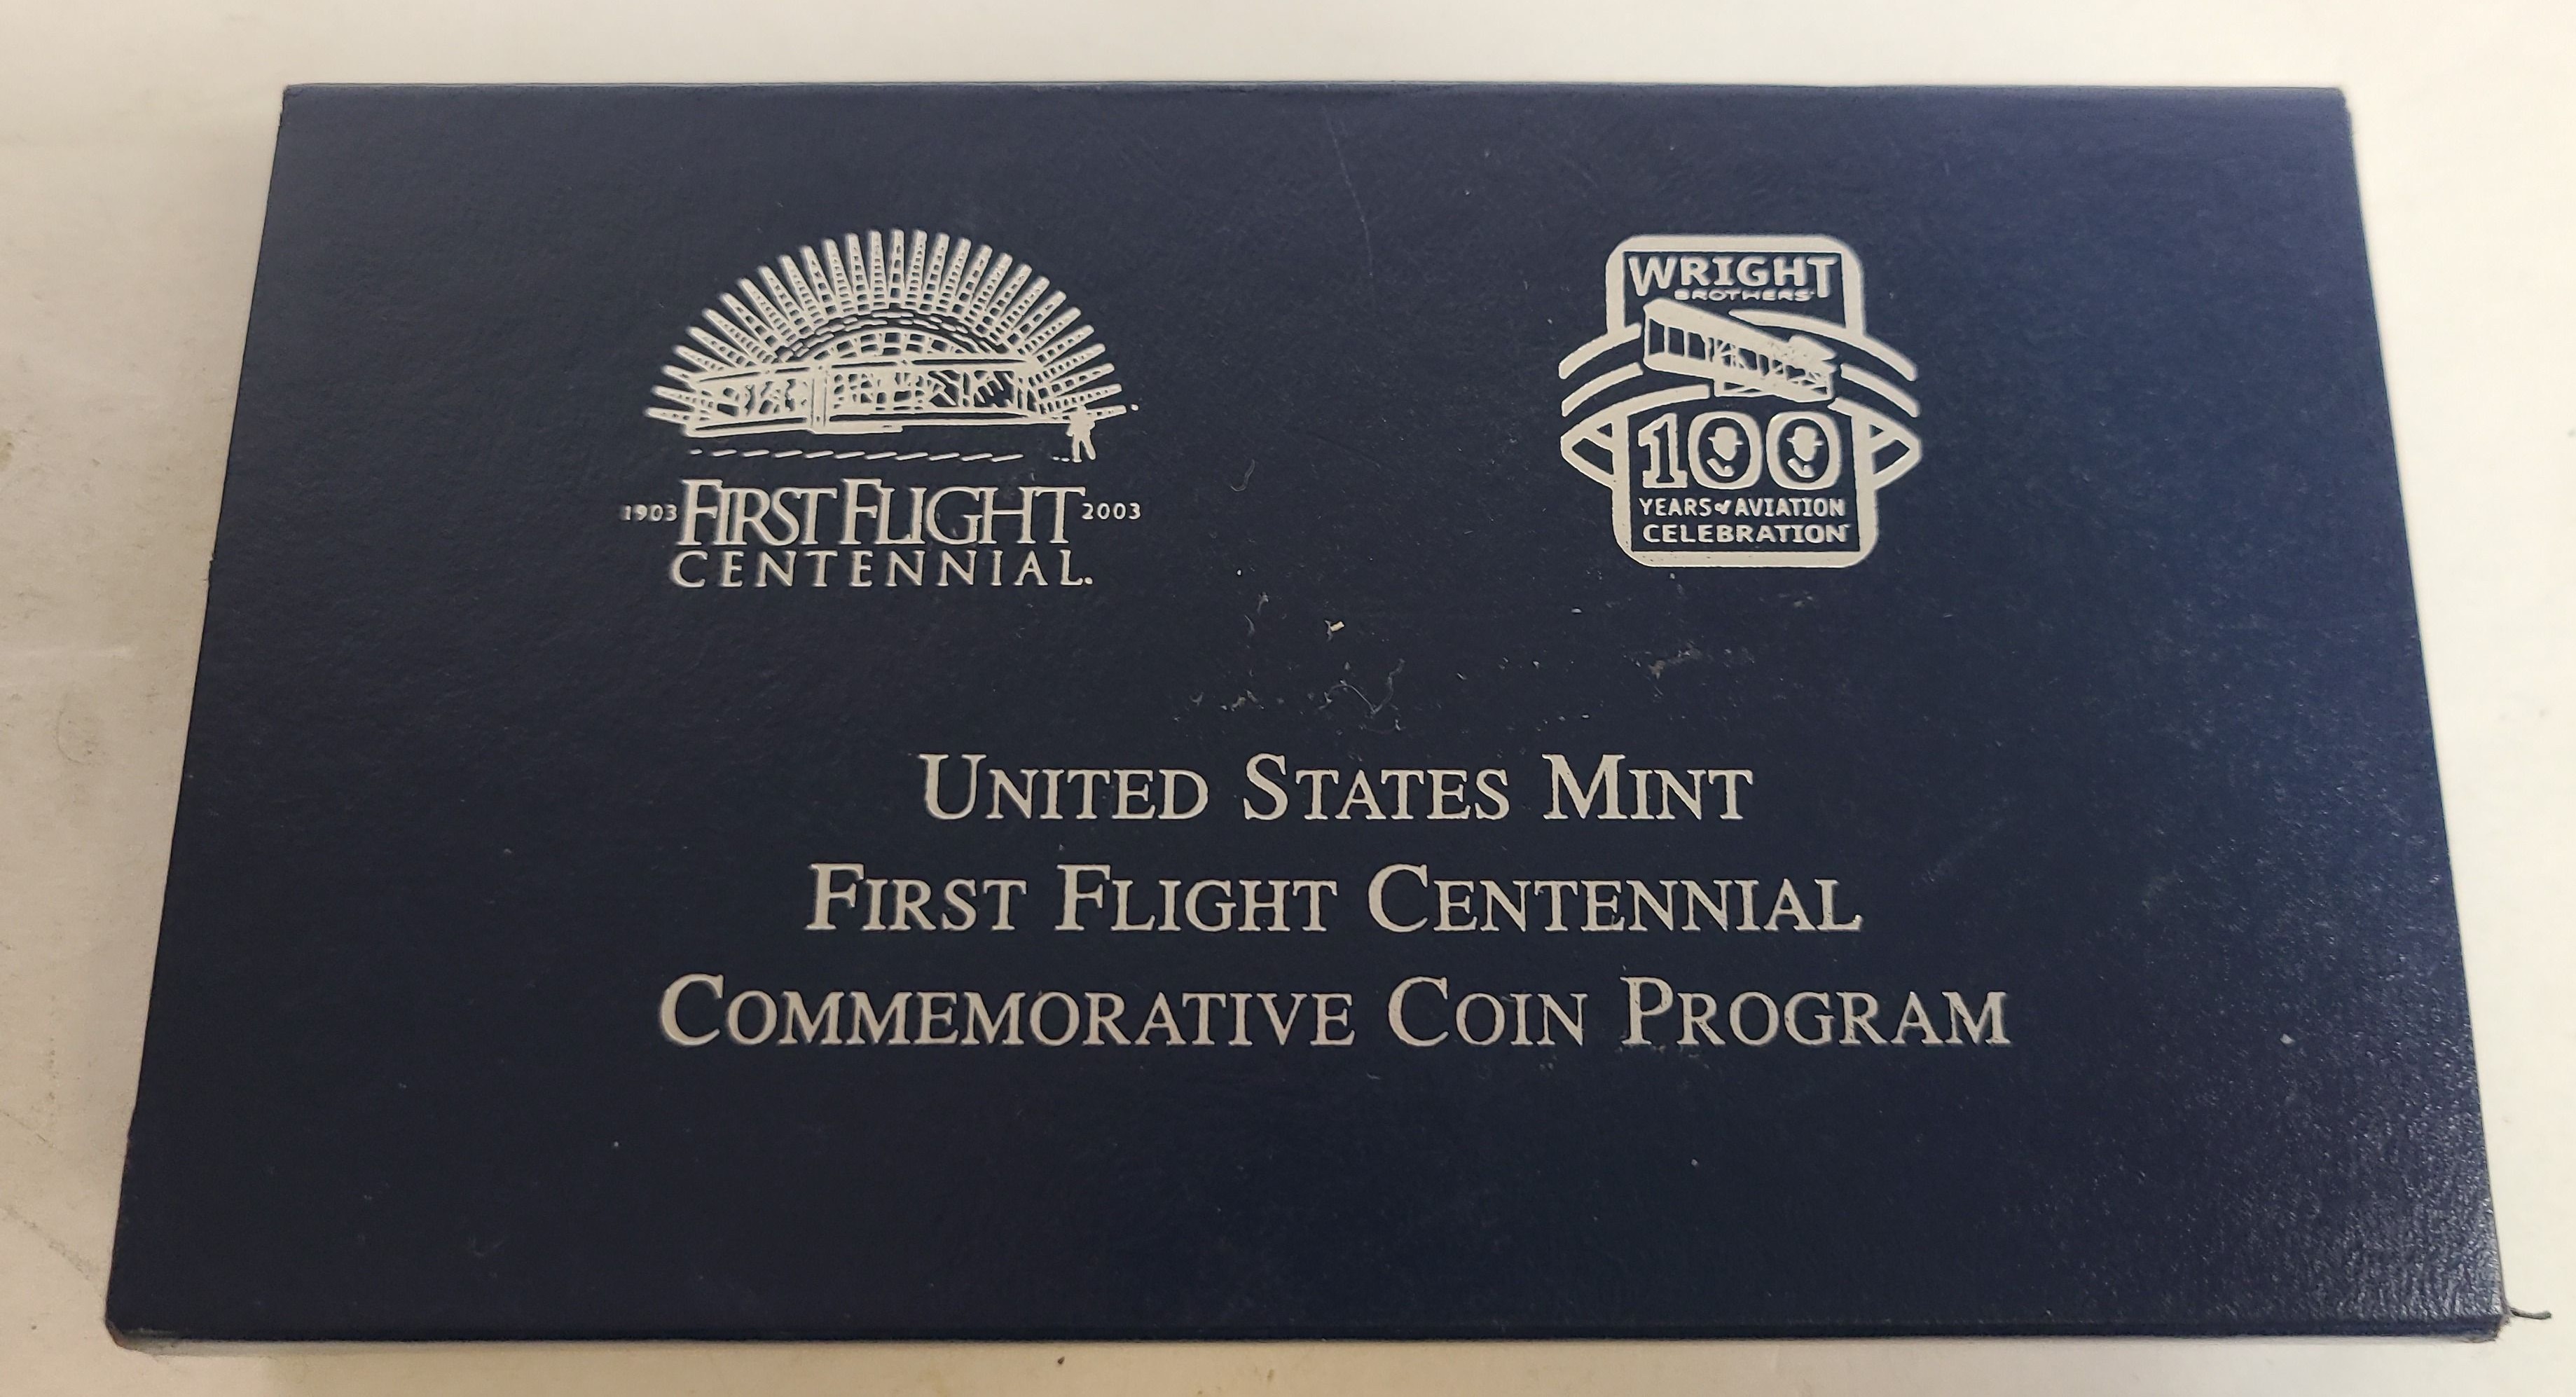 1903 FIRST FLIGHT 2003
CENTENNIAL.
WRIGHT
BROTHERS
100
YEARS of AVIATION
CELEBRATION
UNITED STATES MINT
FIRST FLIGHT CENTENNIAL
COMMEMORATIVE COIN PROGRAM